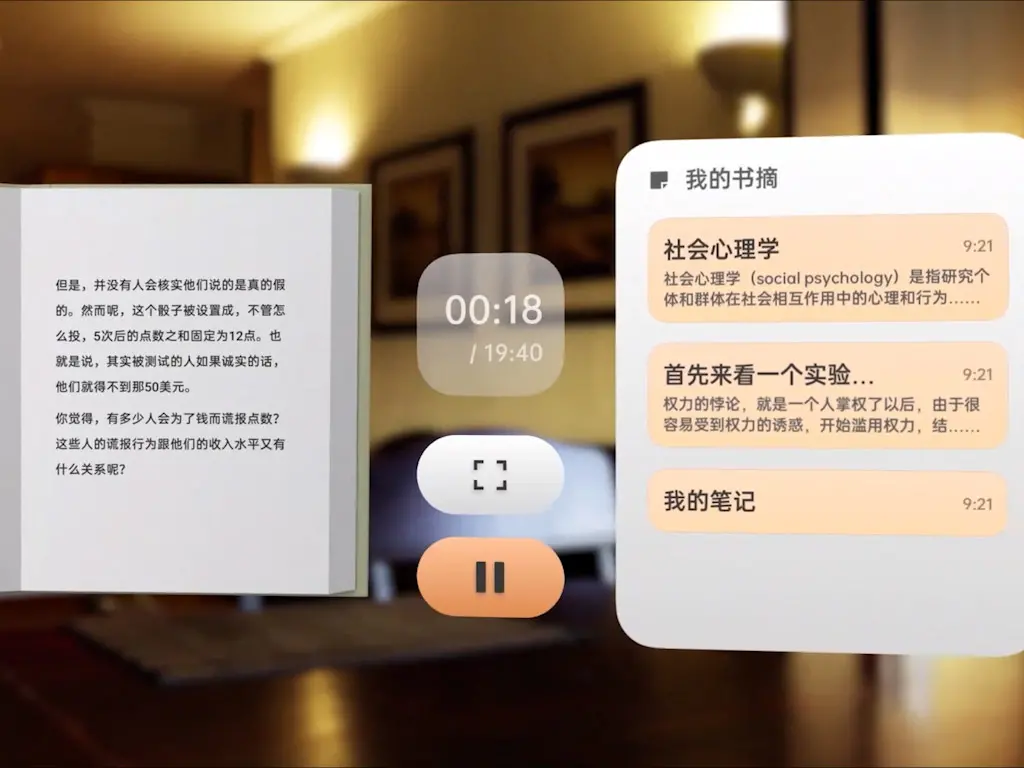 但是，并没有人会核实他们说的是真的假
的。然而呢，这个骰子被设置成，不管怎
么投，5次后的点数之和固定为12点。也
就是说，其实被测试的人如果诚实的话，
他们就得不到那50美元。
你觉得，有多少人会为了钱而谎报点数？
这些人的谎报行为跟他们的收入水平又有
什么关系呢？
00:18
/ 19:40
我的书摘
社会心理学 9:21
社会心理学（social psychology）是指研究个
体和群体在社会相互作用中的心理和行为……
首先来看一个实验… 9:21
权力的悖论，就是一个人掌权了以后，由于很
容易受到权力的诱惑，开始滥用权力，结……
我的笔记 9:21